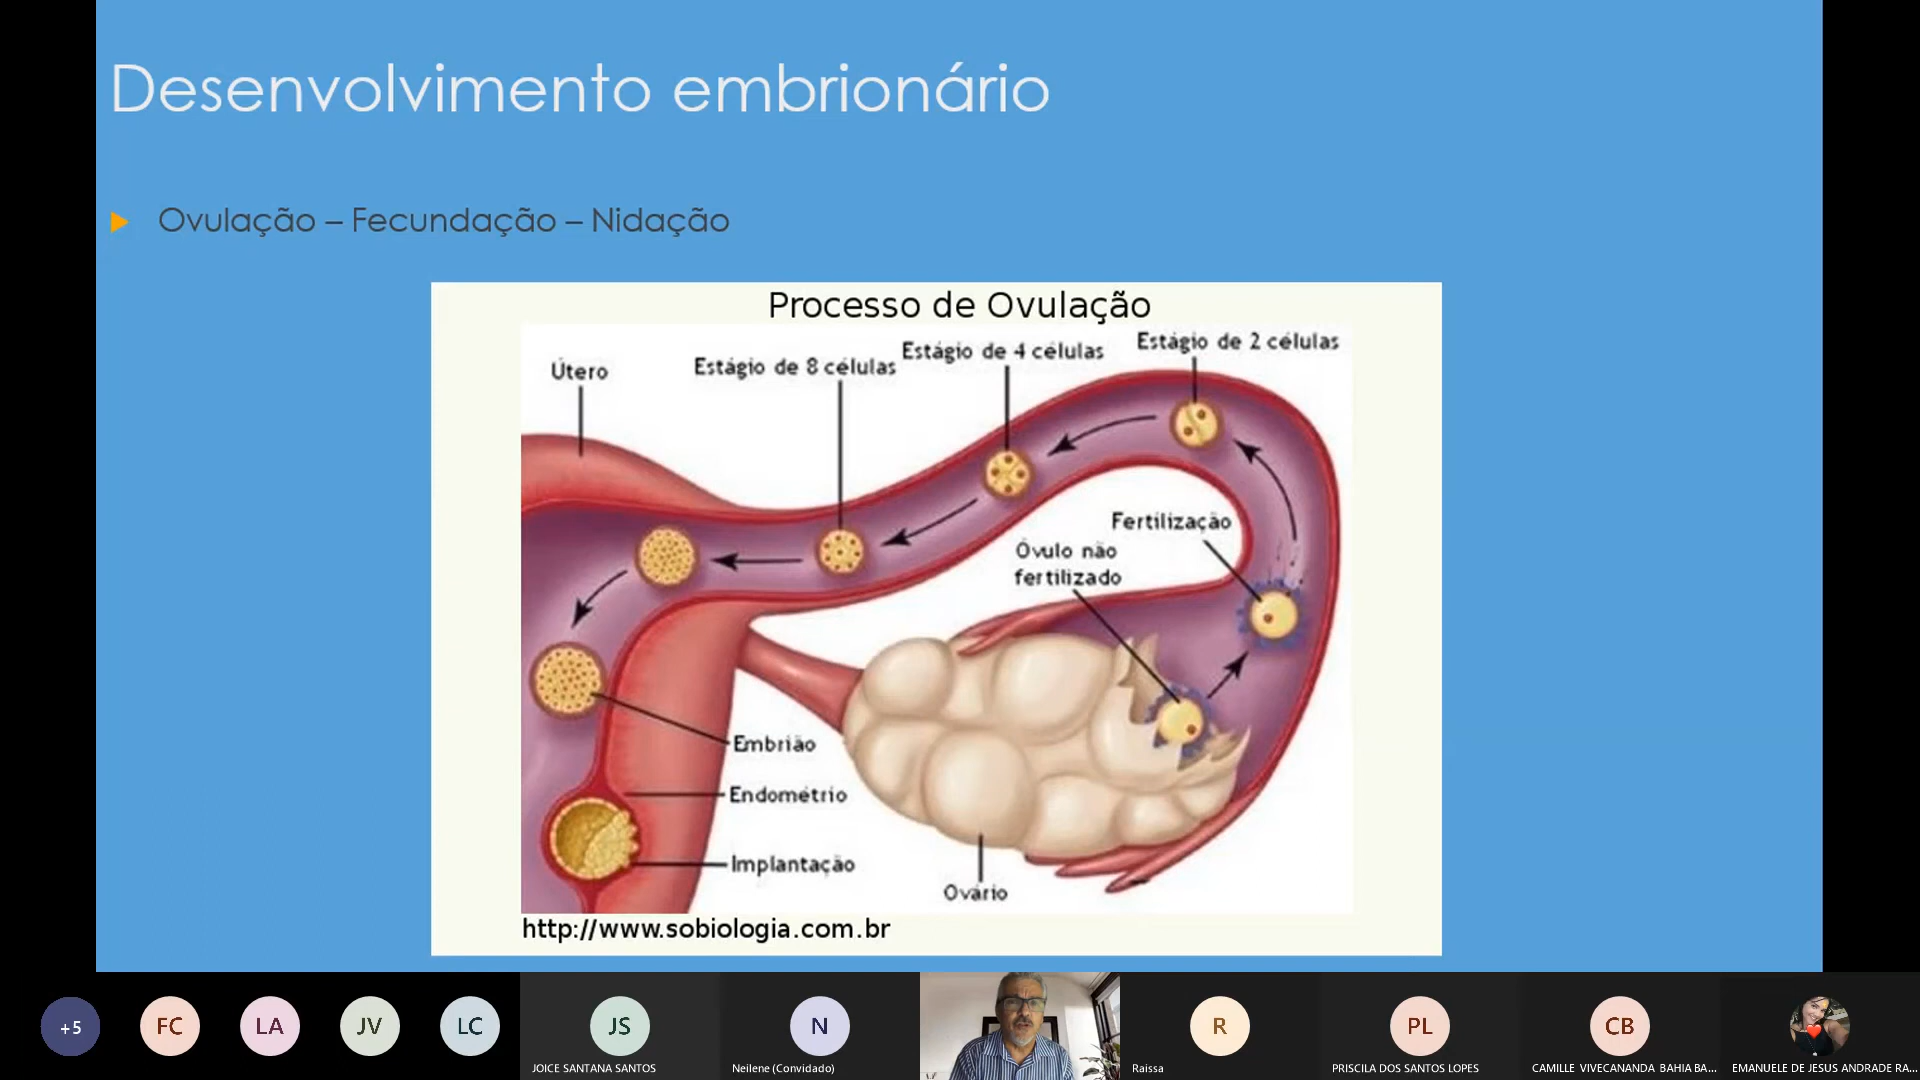 Desenvolvimento embrionário
Ovulação – Fecundação – Nidação
Processo de Ovulação
Útero
Estágio de 8 células
Estágio de 4 células
Estágio de 2 células
Fertilização
Óvulo não
fertilizado
Embrião
Endométrio
Implantação
Ovário
http://www.sobiologia.com.br
+5
FC
LA
JV
LC
JS
N
R
PL
CB
JOICE SANTANA SANTOS
Neilene (Convidado)
Raissa
PRISCILA DOS SANTOS LOPES
CAMILLE VIVECANANDA BAHIA BA...
EMANUELE DE JESUS ANDRADE RA...